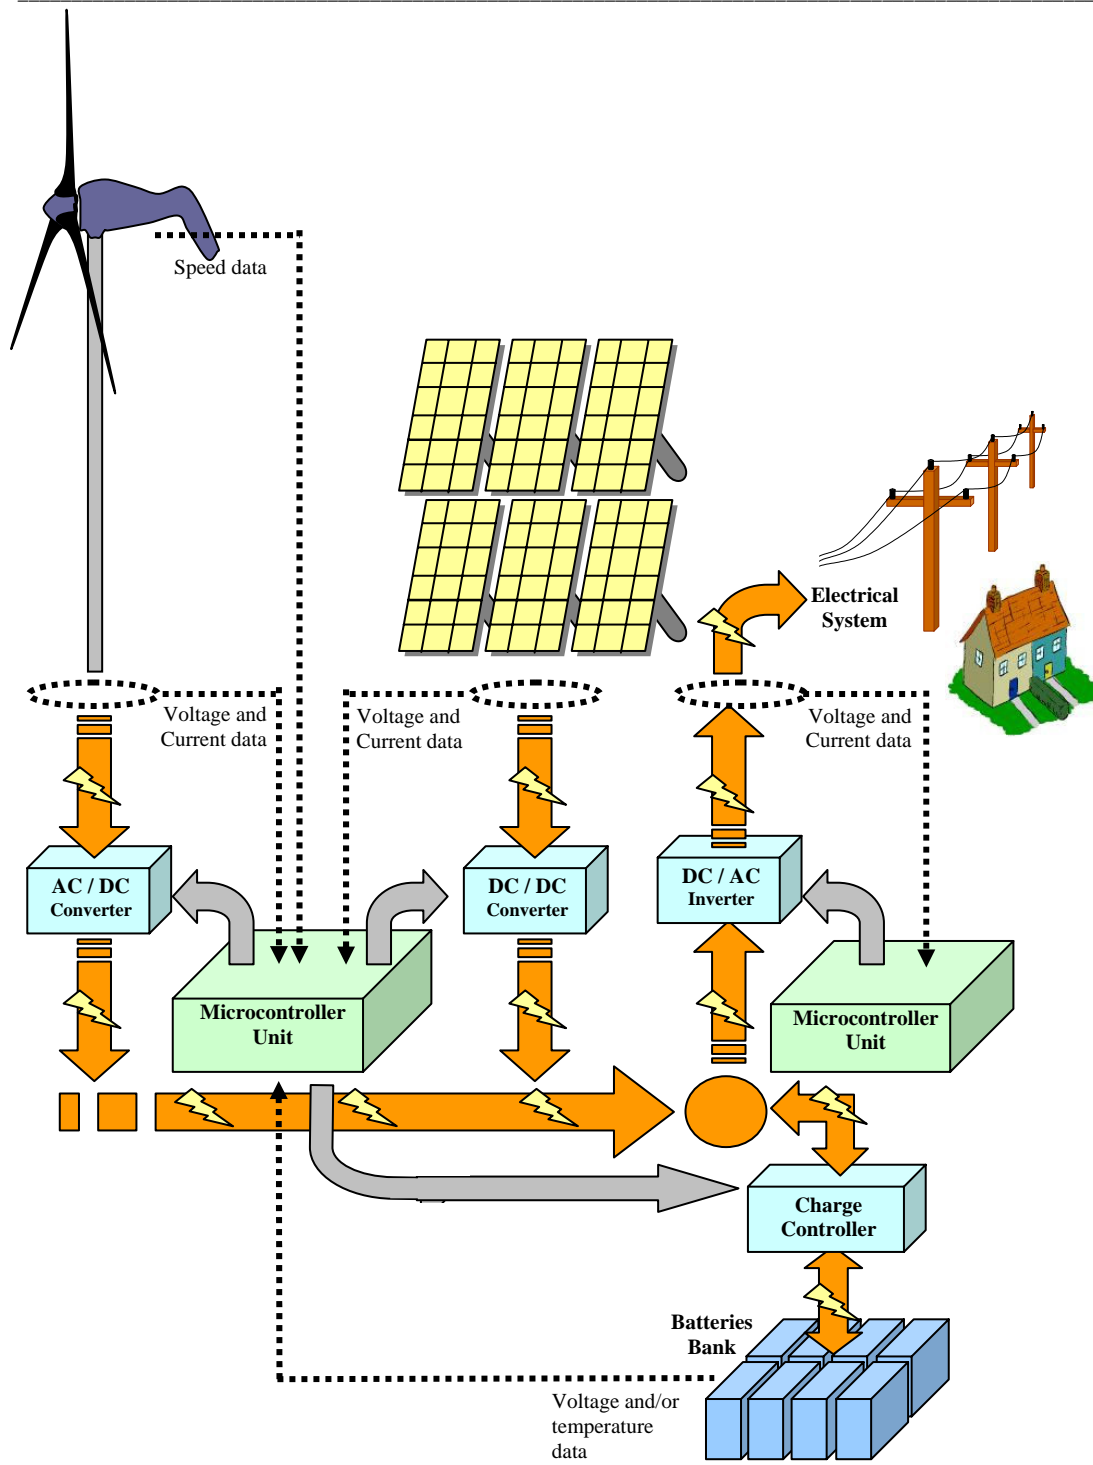 Speed data
Electrical
System
Voltage and
Current data
Voltage and
Current data
Voltage and
Current data
AC / DC
Converter
DC / DC
Converter
DC / AC
Inverter
Microcontroller
Unit
Microcontroller
Unit
Charge
Controller
Batteries
Bank
Voltage and/or
temperature
data